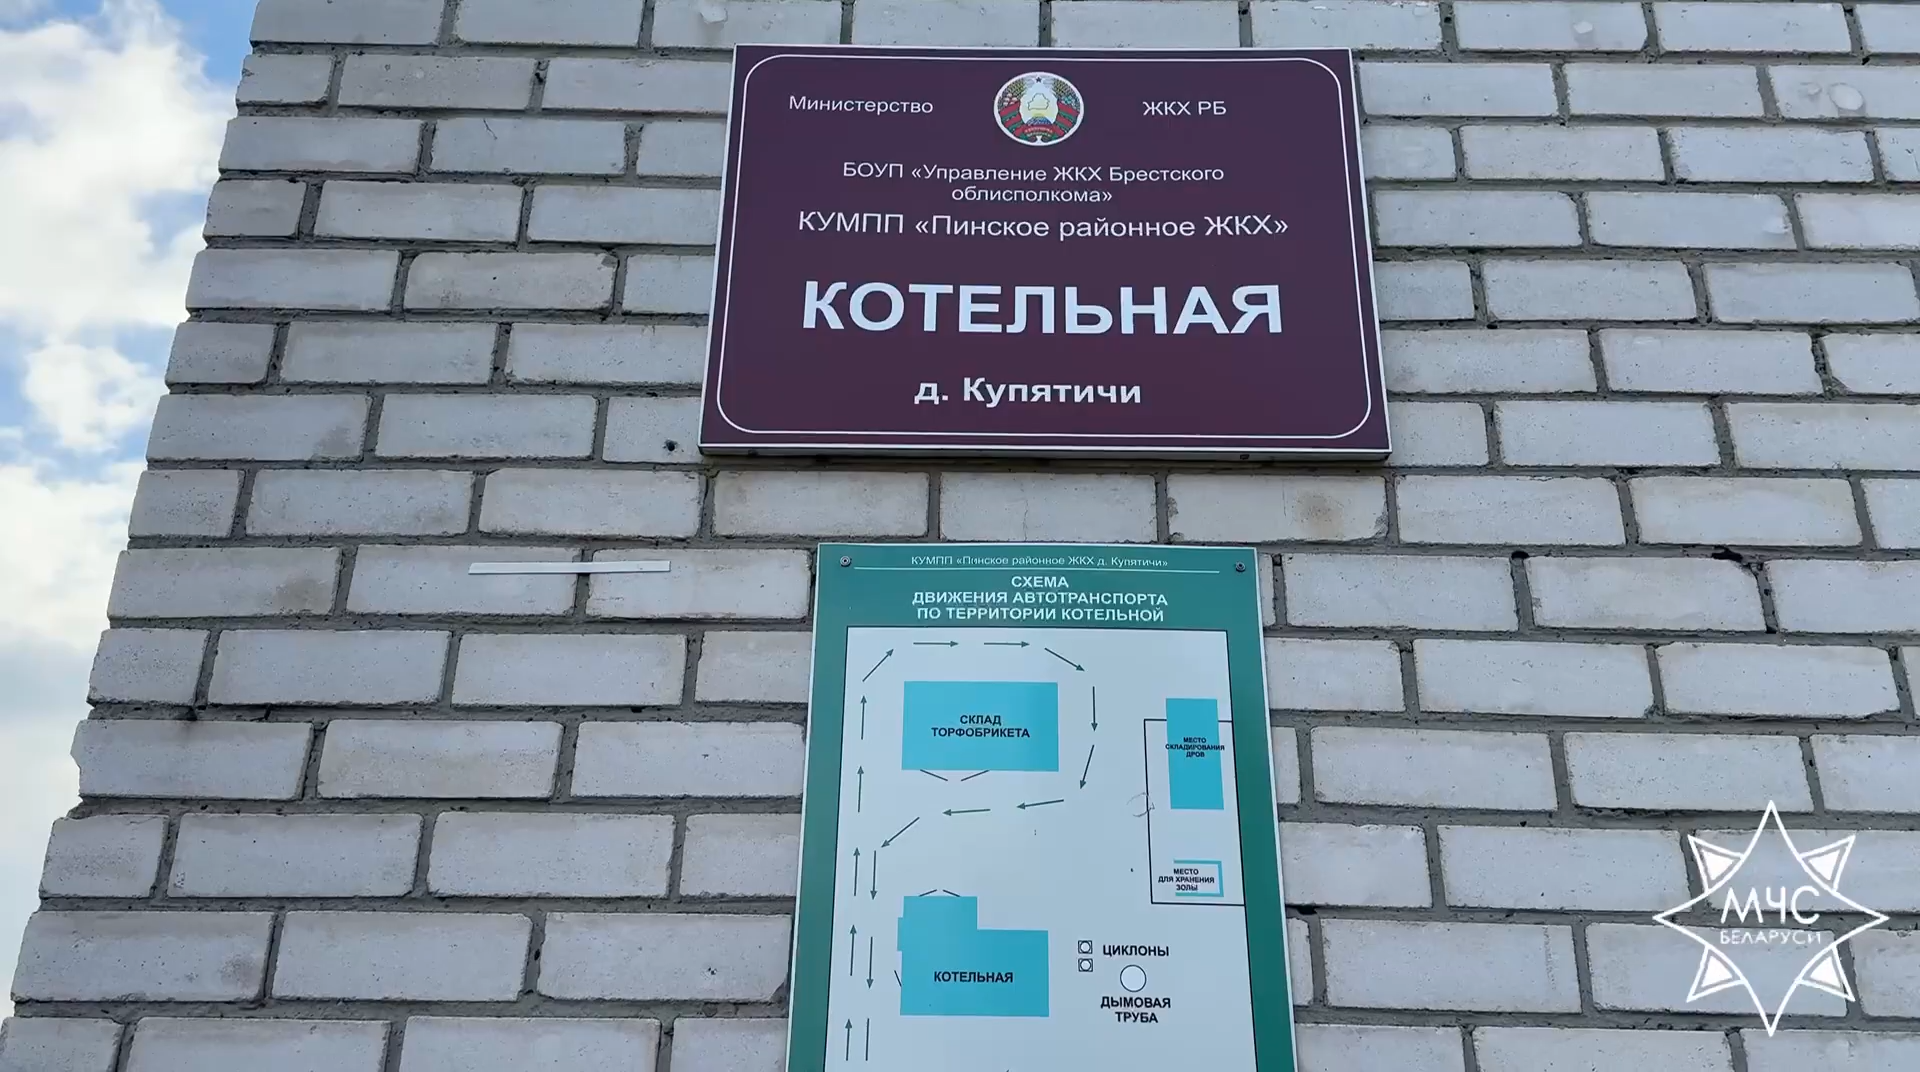 Министерство ЖКХ РБ
БОУП «Управление ЖКХ Брестского
облисполкома»
КУМПП «Пинское районное ЖКХ»
КОТЕЛЬНАЯ
д. Купятичи
КУМПП «Пинское районное ЖКХ д. Купятичи»
СХЕМА
ДВИЖЕНИЯ АВТОТРАНСПОРТА
ПО ТЕРРИТОРИИ КОТЕЛЬНОЙ
СКЛАД
ТОРФОБРИКЕТА
МЕСТО
СКЛАДИРОВАНИЯ
ДРОВ
МЕСТО
ДЛЯ ХРАНЕНИЯ
ЗОЛЫ
КОТЕЛЬНАЯ
ЦИКЛОНЫ
ДЫМОВАЯ
ТРУБА
МЧС
БЕЛАРУСИ